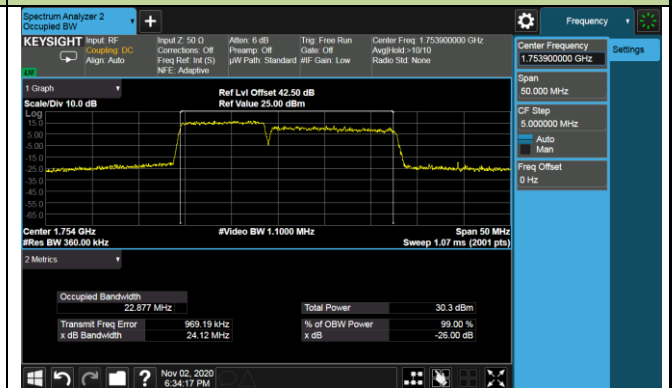 Spectrum Analyzer 2
Occupied BW
Frequency
KEYSIGHT
Input: RF
Coupling: DC
Align: Auto
Input Z: 50 Ω
Corrections: Off
Freq Ref: Int (S)
NFE: Adaptive
Atten: 6 dB
Preamp: Off
µW Path: Standard
Trig: Free Run
Gate: Off
#IF Gain: Low
Center Freq: 1.753900000 GHz
Avg|Hold:>10/10
Radio Std: None
Center Frequency
1.753900000 GHz
Settings
Span
50.000 MHz
CF Step
5.000000 MHz
Auto
Man
Freq Offset
0 Hz
1 Graph
Scale/Div 10.0 dB
Ref Lvl Offset 42.50 dB
Ref Value 25.00 dBm
Log
15.0
5.00
-5.00
-15.0
-25.0
-35.0
-45.0
-55.0
-65.0
Center 1.754 GHz
#Res BW 360.00 kHz
#Video BW 1.1000 MHz
Span 50 MHz
Sweep 1.07 ms (2001 pts)
2 Metrics
Occupied Bandwidth
22.877 MHz
Total Power 30.3 dBm
Transmit Freq Error 969.19 kHz
% of OBW Power 99.00 %
x dB Bandwidth 24.12 MHz
x dB -26.00 dB
?
Nov 02, 2020
6:34:17 PM